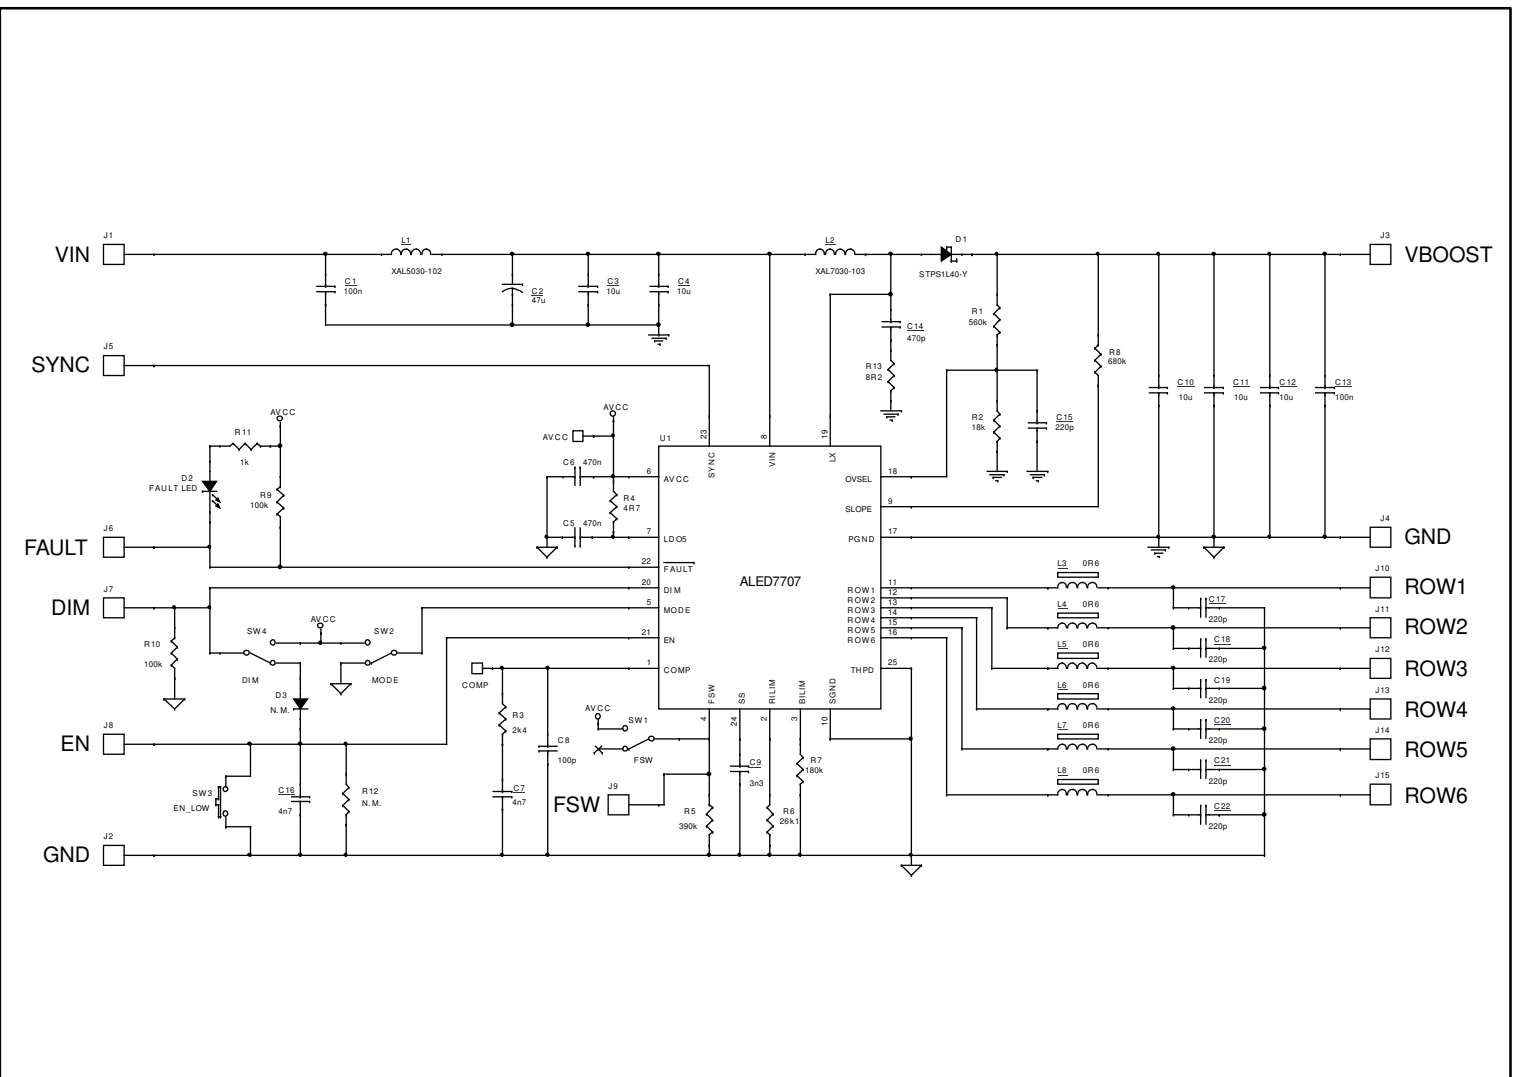 J1
VIN
L1
XAL5030-102
C1
100n
C2
47u
C3
10u
C4
10u
L2
XAL7030-103
D1
STPS1L40-Y
J3
VBOOST
J5
SYNC
C14
470p
R13
8R2
R1
560k
R8
680k
R2
18k
C15
220p
C10
10u
C11
10u
C12
10u
C13
100n
AVCC
R11
1k
D2
FAULT LED
R9
100k
AVCC
AVCC
C6 470n
R4
4R7
C5 470n
J6
FAULT
U1
ALED7707
23
SYNC
8
VIN
19
LX
6
AVCC
7
LDO5
22
FAULT
20
DIM
5
MODE
21
EN
1
COMP
18
OVSEL
9
SLOPE
17
PGND
11
ROW1
12
ROW2
13
ROW3
14
ROW4
15
ROW5
16
ROW6
25
THPD
FSW
4
SS
24
RILIM
2
BILIM
3
SGND
10
J4
GND
J7
DIM
R10
100k
AVCC
SW4
DIM
SW2
MODE
D3
N.M.
COMP
R3
2k4
C8
100p
C7
4n7
AVCC
SW1
FSW
J9
FSW
R5
390k
C9
3n3
R6
26k1
R7
180k
J8
EN
SW3
EN_LOW
C16
4n7
R12
N.M.
J2
GND
L3 0R6
J10
ROW1
C17
220p
L4 0R6
J11
ROW2
C18
220p
L5 0R6
J12
ROW3
C19
220p
L6 0R6
J13
ROW4
C20
220p
L7 0R6
J14
ROW5
C21
220p
L8 0R6
J15
ROW6
C22
220p